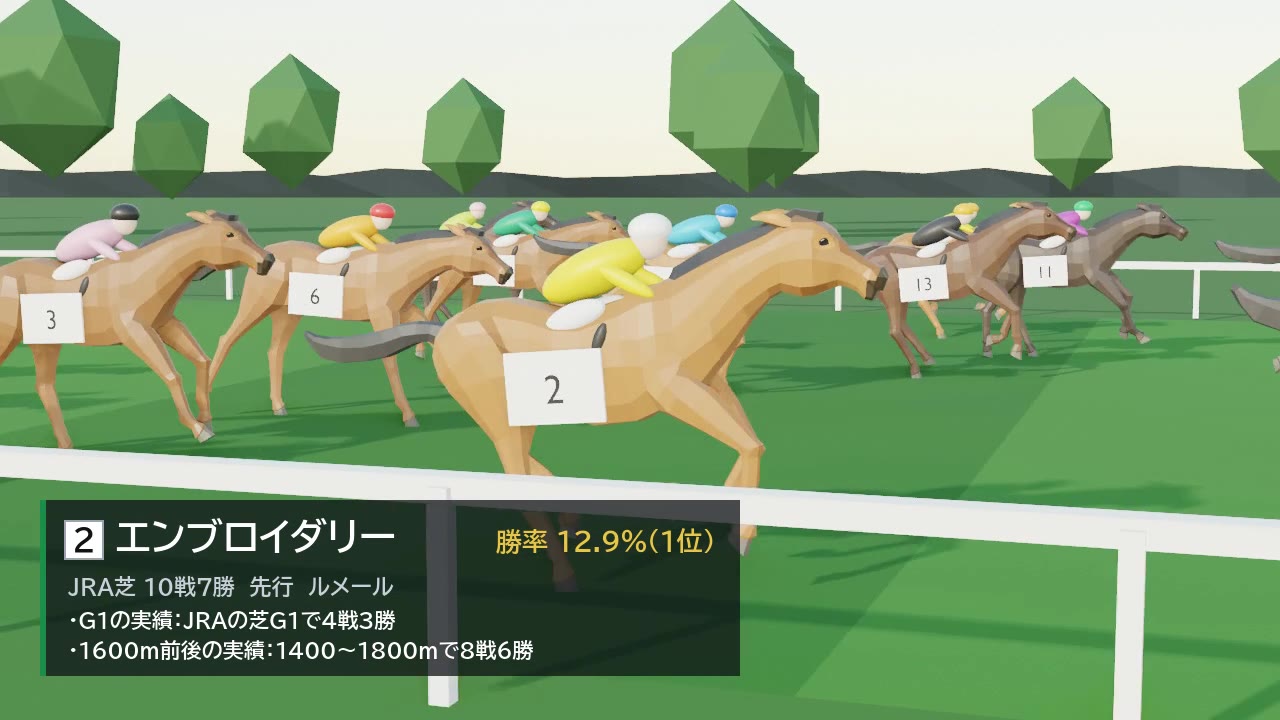 3
6
2
13
11
2 エンブロイダリー 勝率 12.9%(1位)
JRA芝 10戦7勝 先行 ルメール
・G1の実績：JRAの芝G1で4戦3勝
・1600m前後の実績：1400～1800mで8戦6勝